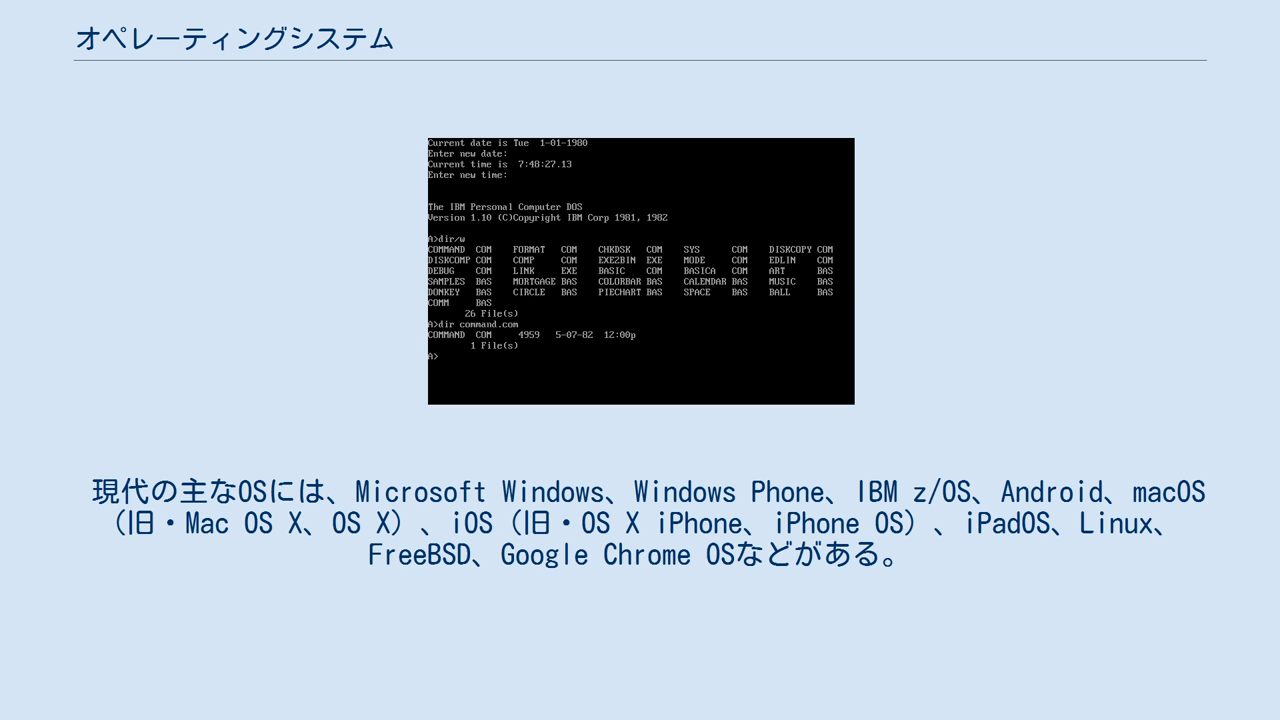 オペレーティングシステム
Current date is Tue  1-01-1980
Enter new date:
Current time is  7:48:27.13
Enter new time:
The IBM Personal Computer DOS
Version 1.10 (C)Copyright IBM Corp 1981, 1982
A>dir/w
COMMAND  COM    FORMAT   COM    CHKDSK   COM    SYS      COM    DISKCOPY COM
DISKCOMP COM    COMP     COM    EXE2BIN  EXE    MODE     COM    EDLIN    COM
DEBUG    COM    LINK     EXE    BASIC    COM    BASICA   COM    ART      BAS
SAMPLES  BAS    MORTGAGE BAS    COLORBAR BAS    CALENDAR BAS    MUSIC    BAS
DONKEY   BAS    CIRCLE   BAS    PIECHART BAS    SPACE    BAS    BALL     BAS
COMM     BAS
26 File(s)
A>dir command.com
COMMAND  COM     4959   5-07-82  12:00p
1 File(s)
A>
現代の主なOSには、Microsoft Windows、Windows Phone、IBM z/OS、Android、macOS
（旧・Mac OS X、OS X）、iOS（旧・OS X iPhone、iPhone OS）、iPadOS、Linux、
FreeBSD、Google Chrome OSなどがある。